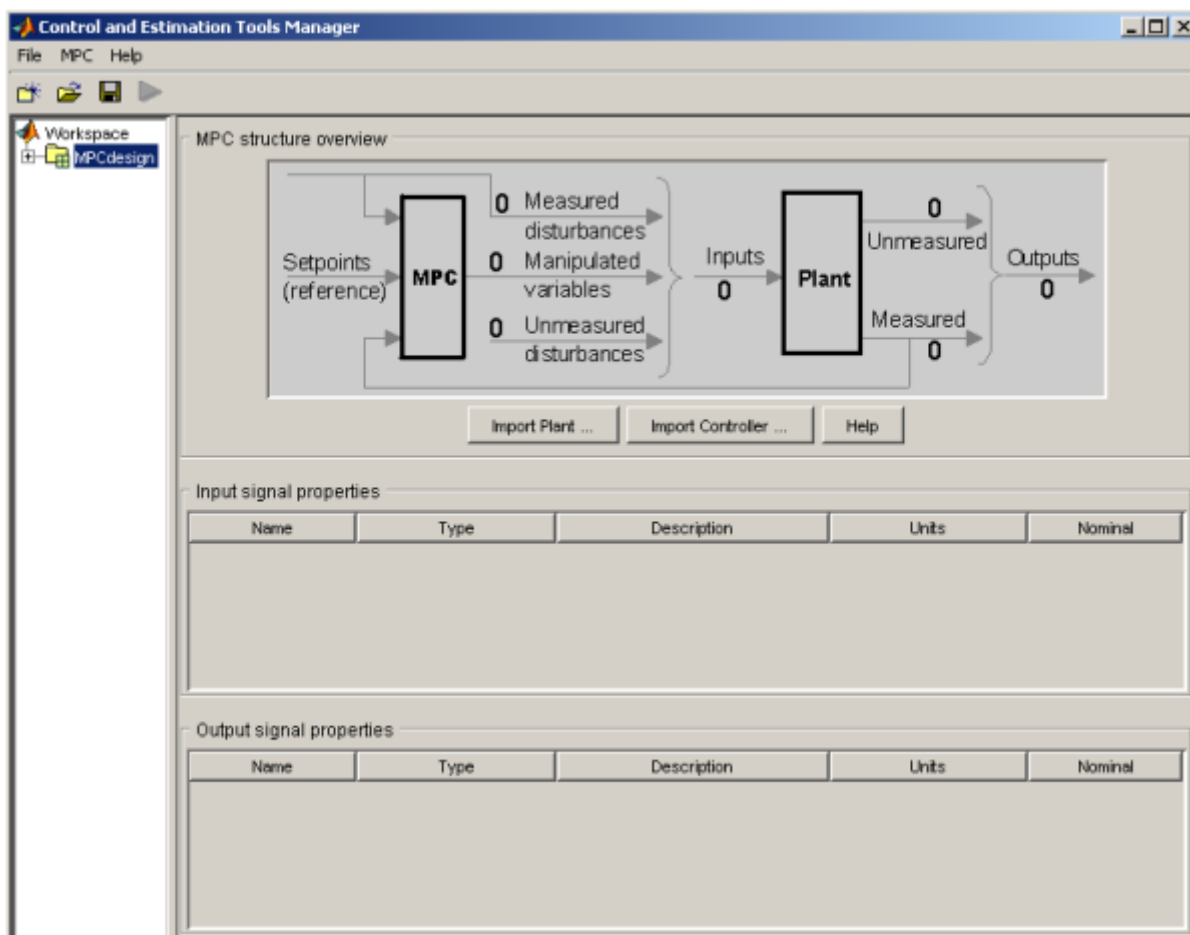 Control and Estimation Tools Manager
File MPC Help
Workspace
MPCdesign
MPC structure overview
Setpoints
(reference)
MPC
0 Measured
disturbances
0 Manipulated
variables
0 Unmeasured
disturbances
Inputs
0
Plant
0
Unmeasured
Measured
0
Outputs
0
Import Plant ... Import Controller ... Help
Input signal properties
Name Type Description Units Nominal
Output signal properties
Name Type Description Units Nominal